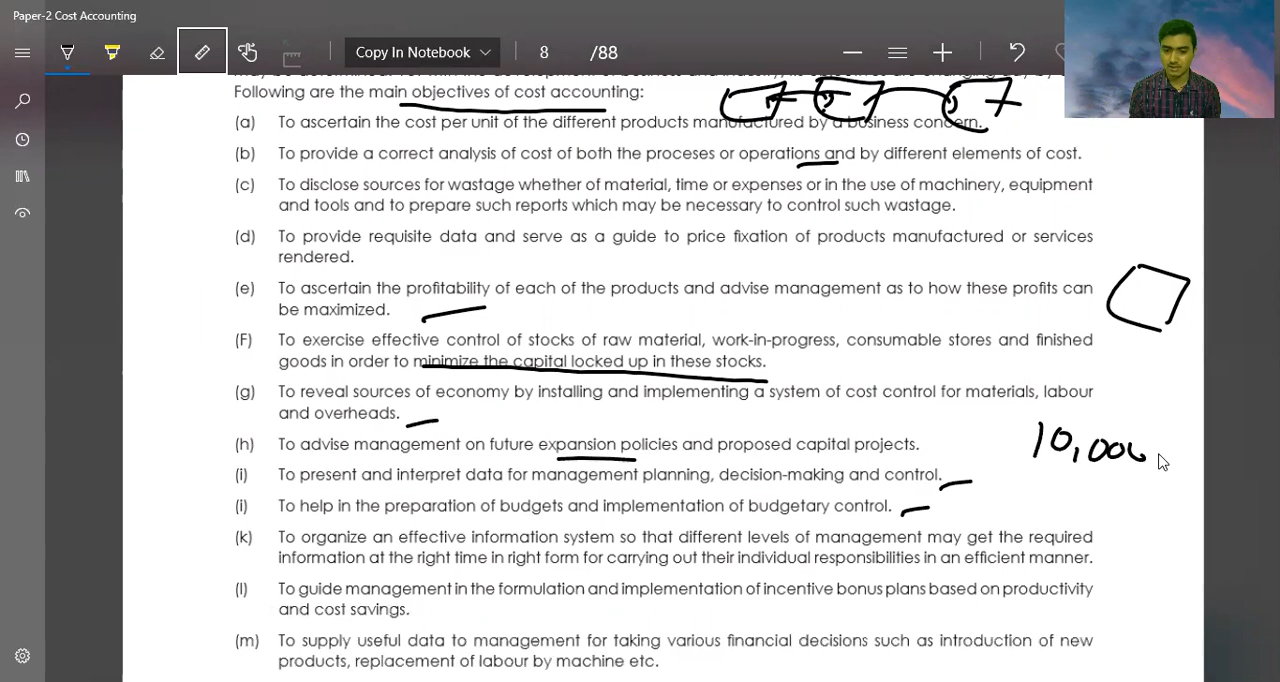 Paper-2 Cost Accounting
Copy In Notebook 8 /88
Following are the main objectives of cost accounting:
(a) To ascertain the cost per unit of the different products manufactured by a business concern.
(b) To provide a correct analysis of cost of both the proceses or operations and by different elements of cost.
(c) To disclose sources for wastage whether of material, time or expenses or in the use of machinery, equipment
and tools and to prepare such reports which may be necessary to control such wastage.
(d) To provide requisite data and serve as a guide to price fixation of products manufactured or services
rendered.
(e) To ascertain the profitability of each of the products and advise management as to how these profits can
be maximized.
(F) To exercise effective control of stocks of raw material, work-in-progress, consumable stores and finished
goods in order to minimize the capital locked up in these stocks.
(g) To reveal sources of economy by installing and implementing a system of cost control for materials, labour
and overheads.
(h) To advise management on future expansion policies and proposed capital projects.
10,000
(i) To present and interpret data for management planning, decision-making and control.
(i) To help in the preparation of budgets and implementation of budgetary control.
(k) To organize an effective information system so that different levels of management may get the required
information at the right time in right form for carrying out their individual responsibilities in an efficient manner.
(l) To guide management in the formulation and implementation of incentive bonus plans based on productivity
and cost savings.
(m) To supply useful data to management for taking various financial decisions such as introduction of new
products, replacement of labour by machine etc.